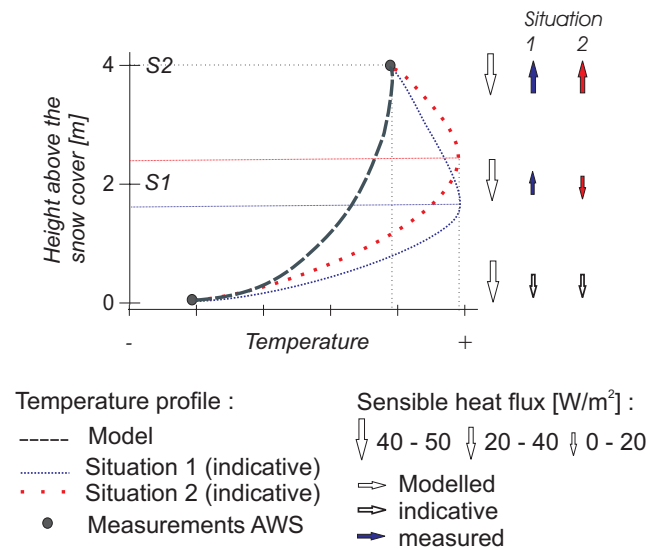 Situation
1 2
4
S2
2
S1
0
Height above the
snow cover [m]
- Temperature +
Temperature profile :
Model
Situation 1 (indicative)
Situation 2 (indicative)
Measurements AWS
Sensible heat flux [W/m²] :
40 - 50 20 - 40 0 - 20
Modelled
indicative
measured